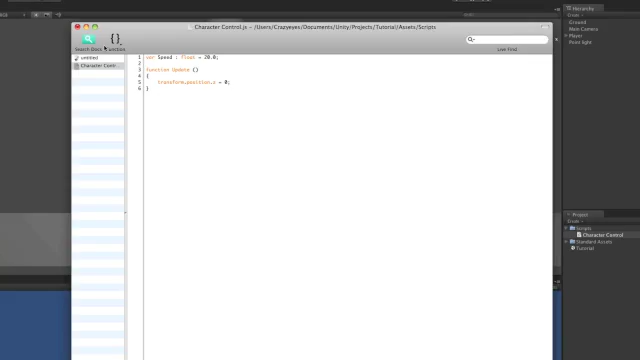 Character Control.js – /Users/Crazyeyes/Documents/Unity/Projects/Tutorial/Assets/Scripts
Search Docs
Function
Live Find
untitled
Character Contr...
1 var Speed : float = 20.0;
2
3 function Update ()
4 {
5 transform.position.z = 0;
6 }
Hierarchy
Create
Ground
Main Camera
Player
Point light
Project
Create
Scripts
Character Control
Standard Assets
Tutorial